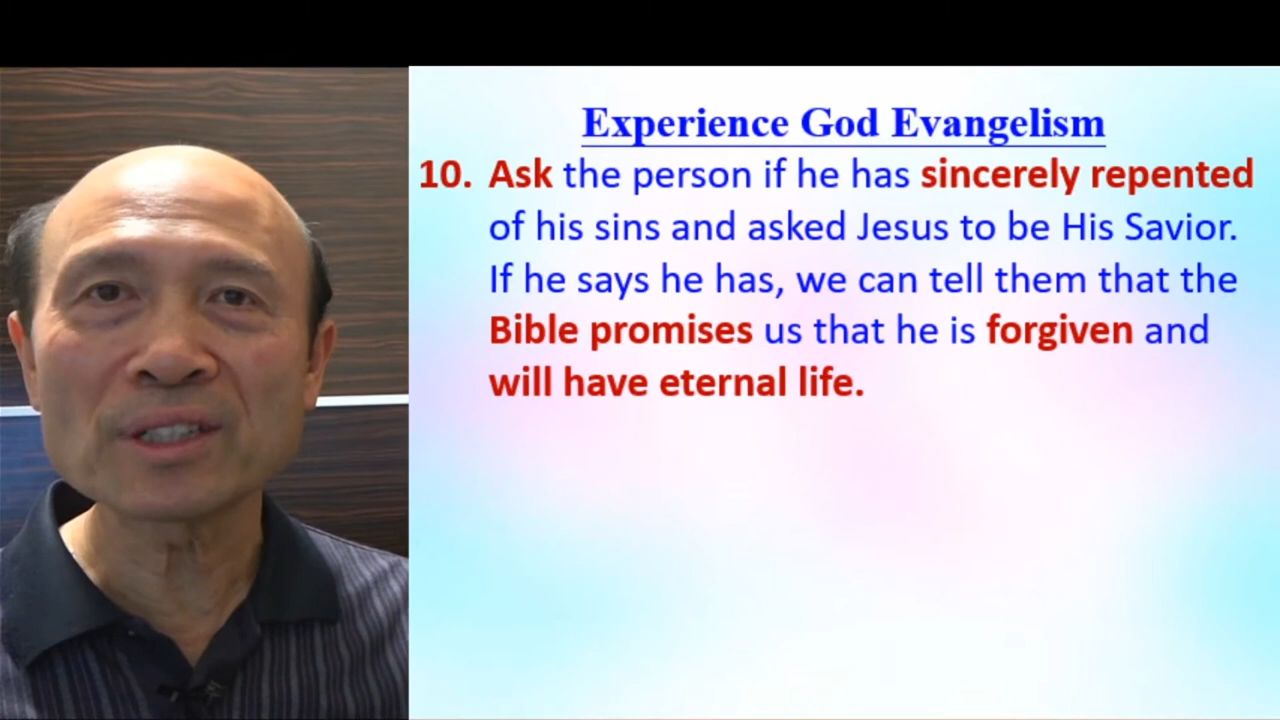 Experience God Evangelism
10. Ask the person if he has sincerely repented
of his sins and asked Jesus to be His Savior.
If he says he has, we can tell them that the
Bible promises us that he is forgiven and
will have eternal life.